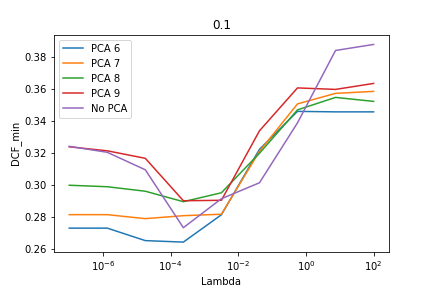 0.1
PCA 6
PCA 7
PCA 8
PCA 9
No PCA
DCF_min
0.38
0.36
0.34
0.32
0.30
0.28
0.26
10⁻⁶ 10⁻⁴ 10⁻² 10⁰ 10²
Lambda